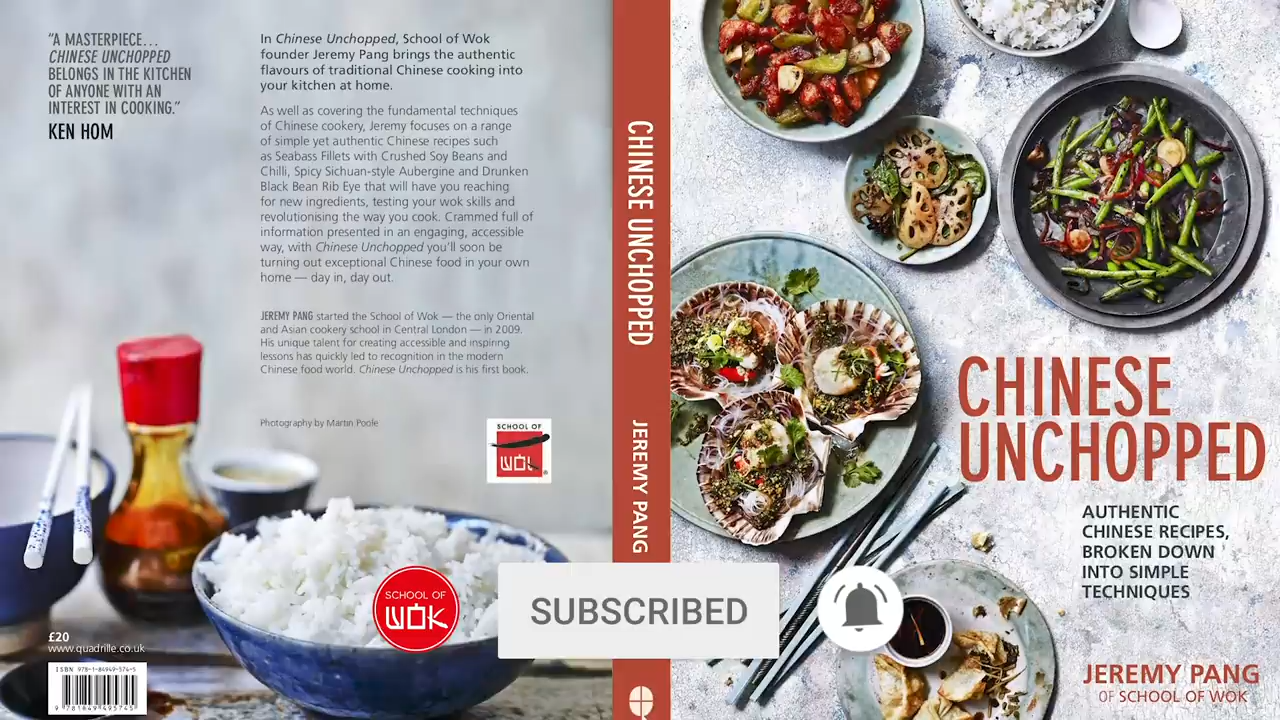 “A MASTERPIECE…
CHINESE UNCHOPPED
BELONGS IN THE KITCHEN
OF ANYONE WITH AN
INTEREST IN COOKING.”
KEN HOM
In Chinese Unchopped, School of Wok
founder Jeremy Pang brings the authentic
flavours of traditional Chinese cooking into
your kitchen at home.
As well as covering the fundamental techniques
of Chinese cookery, Jeremy focuses on a range
of simple yet authentic Chinese recipes such
as Seabass Fillets with Crushed Soy Beans and
Chilli, Spicy Sichuan-style Aubergine and Drunken
Black Bean Rib Eye that will have you reaching
for new ingredients, testing your wok skills and
revolutionising the way you cook. Crammed full of
information presented in an engaging, accessible
way, with Chinese Unchopped you’ll soon be
turning out exceptional Chinese food in your own
home — day in, day out.
JEREMY PANG started the School of Wok — the only Oriental
and Asian cookery school in Central London — in 2009.
His unique talent for creating accessible and inspiring
lessons has quickly led to recognition in the modern
Chinese food world. Chinese Unchopped is his first book.
Photography by Martin Poole
SCHOOL OF
WOK
£20
www.quadrille.co.uk
ISBN 978-1-84949-574-5
9 781849 495745
CHINESE UNCHOPPED
JEREMY PANG
SCHOOL OF
WOK
SUBSCRIBED
CHINESE
UNCHOPPED
AUTHENTIC
CHINESE RECIPES,
BROKEN DOWN
INTO SIMPLE
TECHNIQUES
JEREMY PANG
OF SCHOOL OF WOK